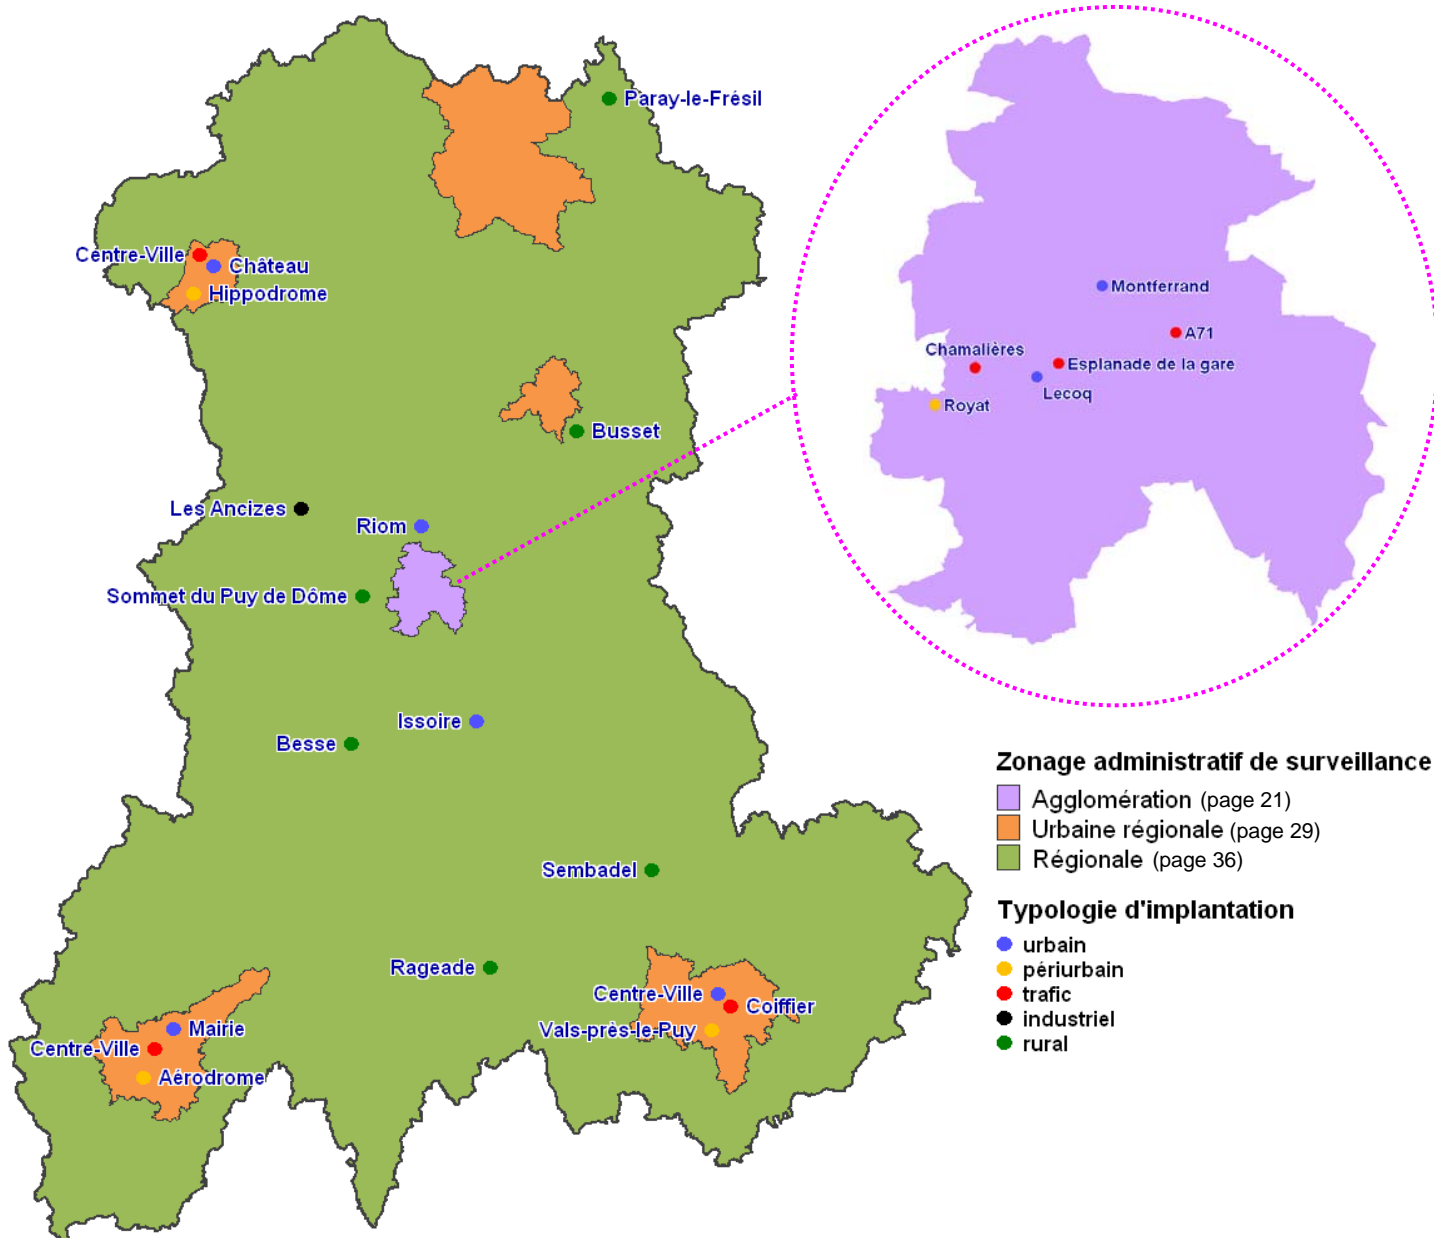 Paray-le-Frésil
Centre-Ville
Château
Hippodrome
Busset
Les Ancizes
Riom
Sommet du Puy de Dôme
Issoire
Besse
Sembadel
Rageade
Centre-Ville
Coiffier
Vals-près-le-Puy
Mairie
Centre-Ville
Aérodrome
Montferrand
A71
Chamalières
Esplanade de la gare
Lecoq
Royat
Zonage administratif de surveillance
Agglomération (page 21)
Urbaine régionale (page 29)
Régionale (page 36)
Typologie d'implantation
urbain
périurbain
trafic
industriel
rural